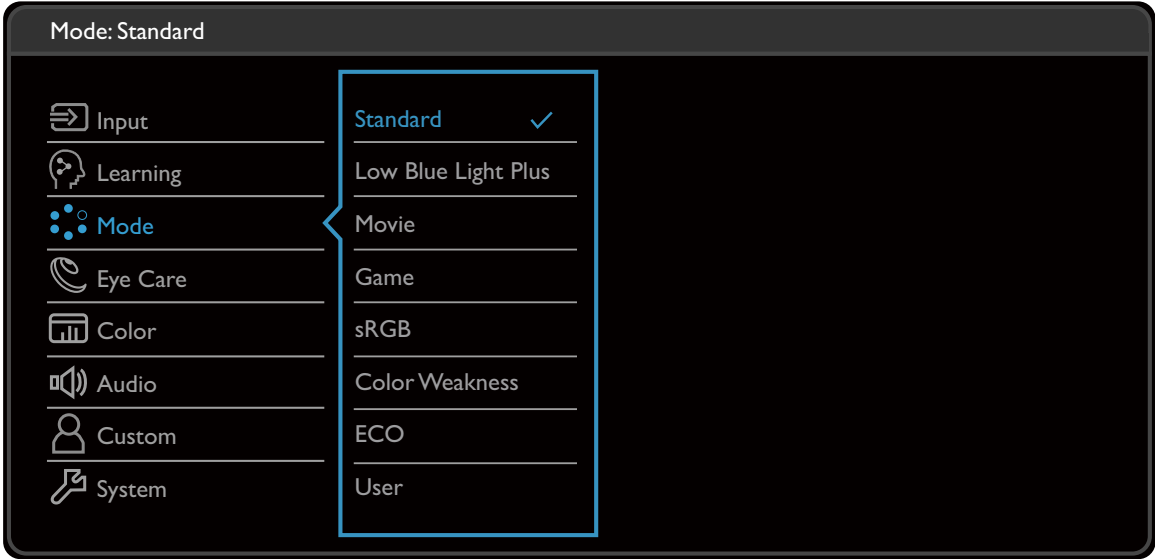 Mode: Standard
Input
Learning
Mode
Eye Care
Color
Audio
Custom
System
Standard
Low Blue Light Plus
Movie
Game
sRGB
Color Weakness
ECO
User